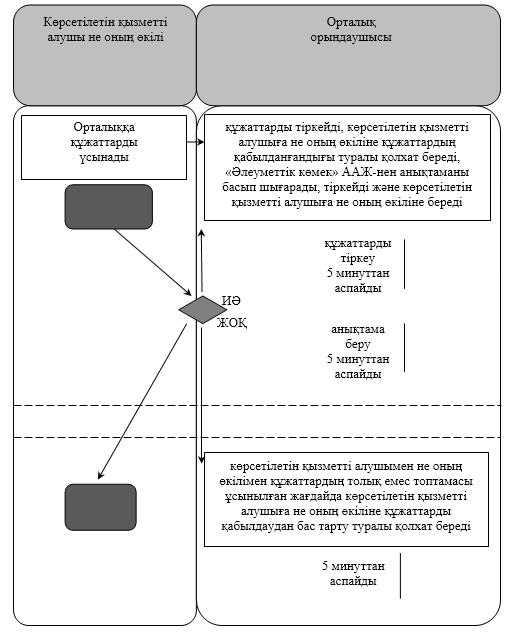 Көрсетілетін қызметті
алушы не оның өкілі
Орталық
орындаушысы
Орталыққа
құжаттарды
ұсынады
құжаттарды тіркейді, көрсетілетін қызметті
алушыға не оның өкіліне құжаттардың
қабылданғандығы туралы қолхат береді,
«Әлеуметтік көмек» ААЖ-нен анықтаманы
басып шығарады, тіркейді және көрсетілетін
қызметті алушыға не оның өкіліне береді
құжаттарды
тіркеу
5 минуттан
аспайды
ИӘ
ЖОҚ
анықтама
беру
5 минуттан
аспайды
көрсетілетін қызметті алушымен не оның
өкілімен құжаттардың толық емес топтамасы
ұсынылған жағдайда көрсетілетін қызметті
алушыға не оның өкіліне құжаттарды
қабылдаудан бас тарту туралы қолхат береді
5 минуттан
аспайды